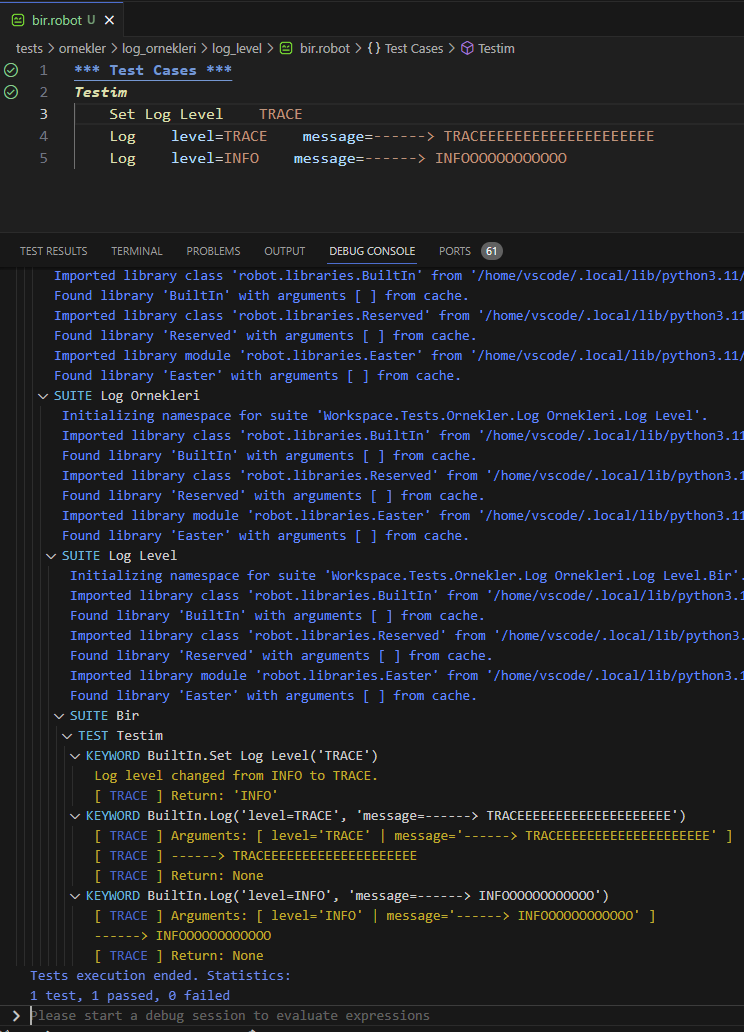 bir.robot U
tests > ornekler > log_ornekleri > log_level > bir.robot > {} Test Cases > Testim
1 *** Test Cases ***
2 Testim
3 Set Log Level TRACE
4 Log level=TRACE message=------> TRACEEEEEEEEEEEEEEEEEEEEE
5 Log level=INFO message=------> INFOOOOOOOOOOOO
TEST RESULTS TERMINAL PROBLEMS OUTPUT DEBUG CONSOLE PORTS 61
Imported library class 'robot.libraries.BuiltIn' from '/home/vscode/.local/lib/python3.11/
Found library 'BuiltIn' with arguments [ ] from cache.
Imported library class 'robot.libraries.Reserved' from '/home/vscode/.local/lib/python3.11
Found library 'Reserved' with arguments [ ] from cache.
Imported library module 'robot.libraries.Easter' from '/home/vscode/.local/lib/python3.11/
Found library 'Easter' with arguments [ ] from cache.
SUITE Log Ornekleri
Initializing namespace for suite 'Workspace.Tests.Ornekler.Log Ornekleri.Log Level'.
Imported library class 'robot.libraries.BuiltIn' from '/home/vscode/.local/lib/python3.11
Found library 'BuiltIn' with arguments [ ] from cache.
Imported library class 'robot.libraries.Reserved' from '/home/vscode/.local/lib/python3.1
Found library 'Reserved' with arguments [ ] from cache.
Imported library module 'robot.libraries.Easter' from '/home/vscode/.local/lib/python3.11
Found library 'Easter' with arguments [ ] from cache.
SUITE Log Level
Initializing namespace for suite 'Workspace.Tests.Ornekler.Log Ornekleri.Log Level.Bir'.
Imported library class 'robot.libraries.BuiltIn' from '/home/vscode/.local/lib/python3.1
Found library 'BuiltIn' with arguments [ ] from cache.
Imported library class 'robot.libraries.Reserved' from '/home/vscode/.local/lib/python3.
Found library 'Reserved' with arguments [ ] from cache.
Imported library module 'robot.libraries.Easter' from '/home/vscode/.local/lib/python3.1
Found library 'Easter' with arguments [ ] from cache.
SUITE Bir
TEST Testim
KEYWORD BuiltIn.Set Log Level('TRACE')
Log level changed from INFO to TRACE.
[ TRACE ] Return: 'INFO'
KEYWORD BuiltIn.Log('level=TRACE', 'message=------> TRACEEEEEEEEEEEEEEEEEEEEE')
[ TRACE ] Arguments: [ level='TRACE' | message='------> TRACEEEEEEEEEEEEEEEEEEEEE' ]
[ TRACE ] ------> TRACEEEEEEEEEEEEEEEEEEEEE
[ TRACE ] Return: None
KEYWORD BuiltIn.Log('level=INFO', 'message=------> INFOOOOOOOOOOOO')
[ TRACE ] Arguments: [ level='INFO' | message='------> INFOOOOOOOOOOOO' ]
------> INFOOOOOOOOOOOO
[ TRACE ] Return: None
Tests execution ended. Statistics:
1 test, 1 passed, 0 failed
Please start a debug session to evaluate expressions